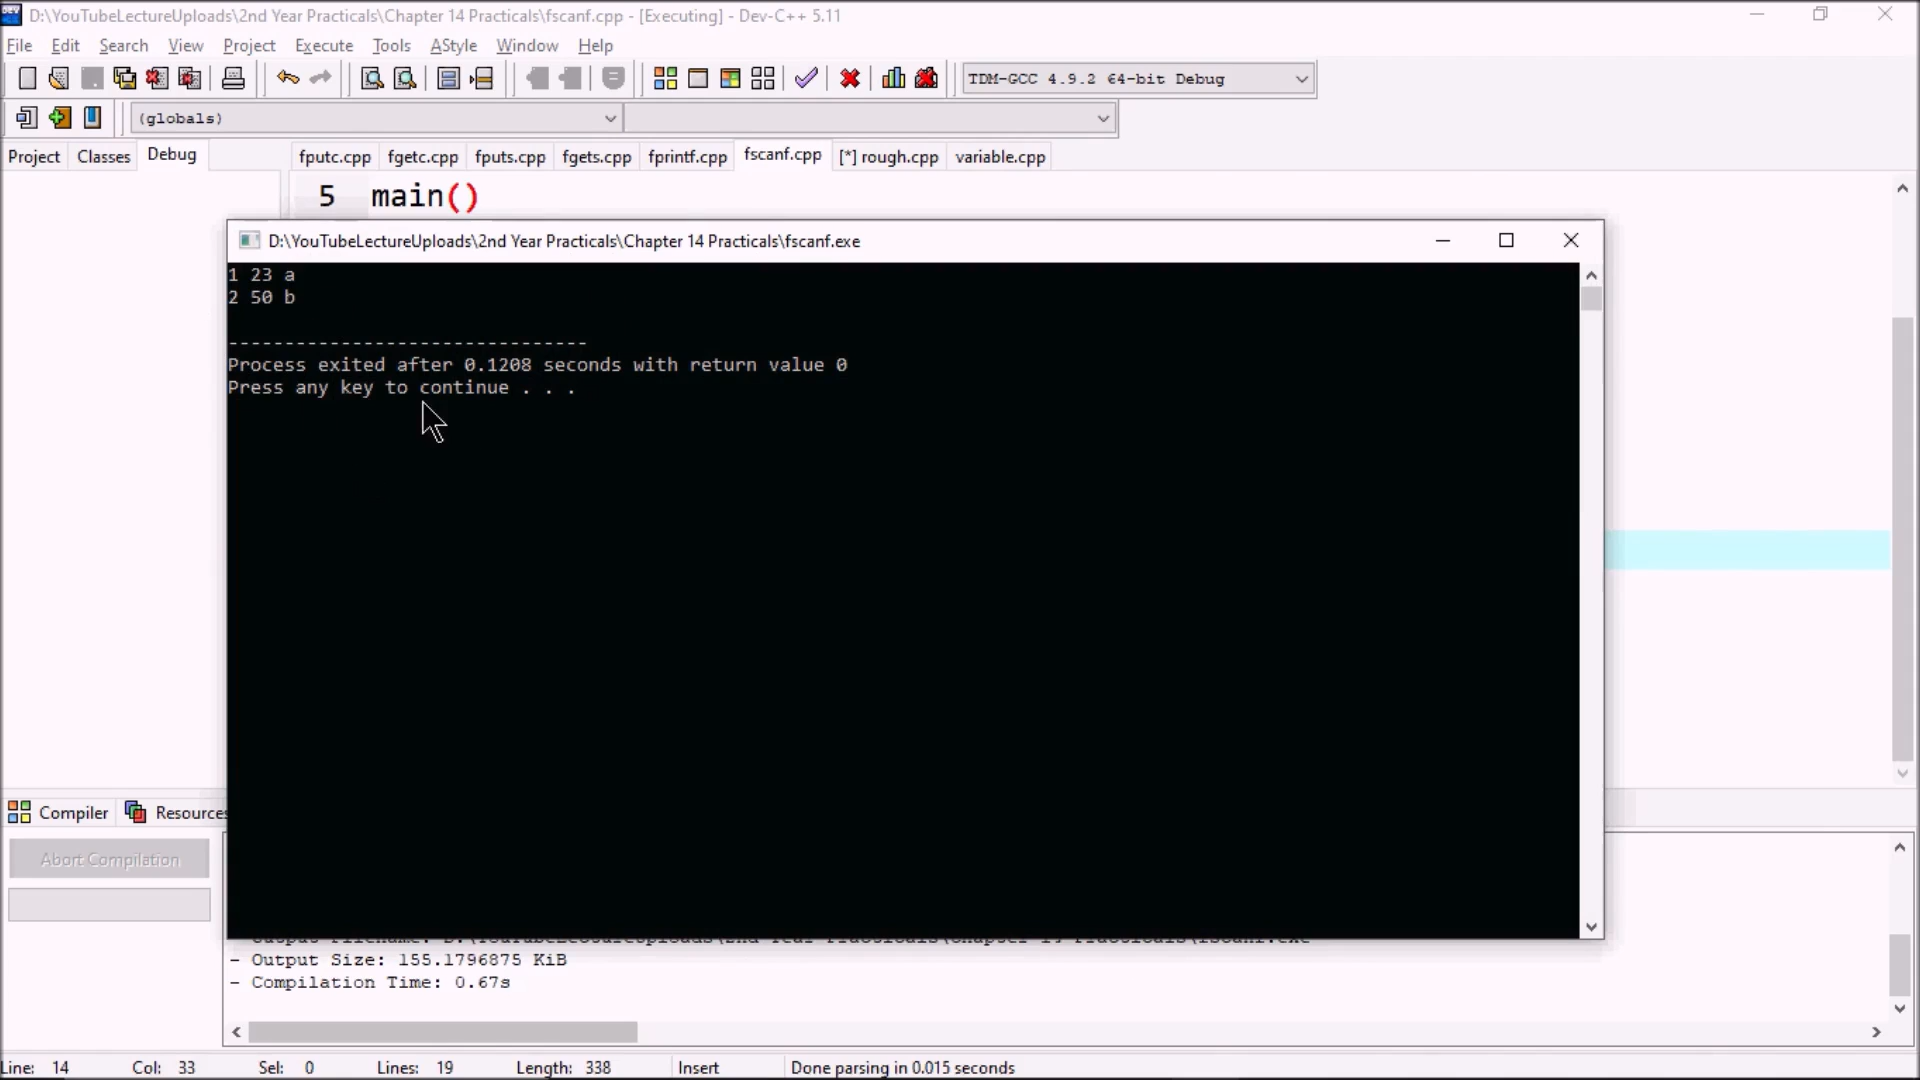 D:\YouTubeLectureUploads\2nd Year Practicals\Chapter 14 Practicals\fscanf.cpp - [Executing] - Dev-C++ 5.11
File Edit Search View Project Execute Tools AStyle Window Help
TDM-GCC 4.9.2 64-bit Debug
(globals)
Project Classes Debug
fputc.cpp fgetc.cpp fputs.cpp fgets.cpp fprintf.cpp fscanf.cpp [*] rough.cpp variable.cpp
5 main()
D:\YouTubeLectureUploads\2nd Year Practicals\Chapter 14 Practicals\fscanf.exe
1 23 a
2 50 b
--------------------------------
Process exited after 0.1208 seconds with return value 0
Press any key to continue . . .
Compiler Resources
Abort Compilation
- Output Size: 155.1796875 KiB
- Compilation Time: 0.67s
Line: 14 Col: 33 Sel: 0 Lines: 19 Length: 338 Insert Done parsing in 0.015 seconds